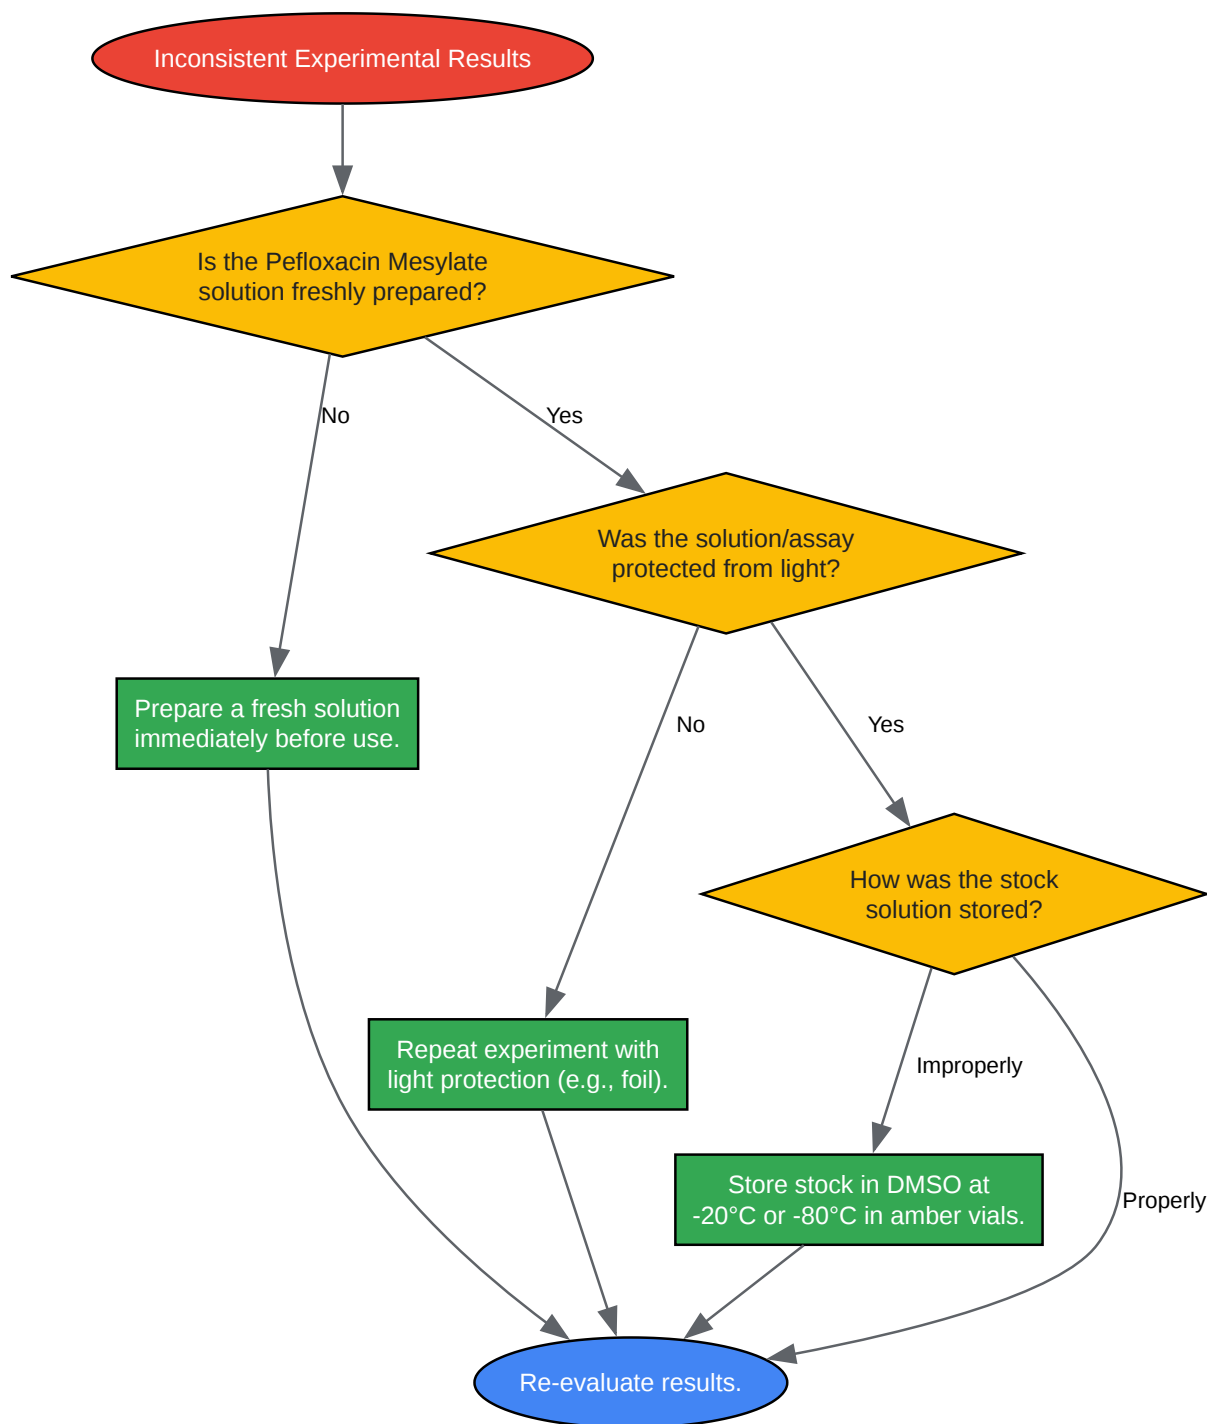 Inconsistent Experimental Results
Is the Pefloxacin Mesylate
solution freshly prepared?
No
Yes
Was the solution/assay
protected from light?
Prepare a fresh solution
immediately before use.
No
Yes
How was the stock
solution stored?
Repeat experiment with
light protection (e.g., foil).
Improperly
Store stock in DMSO at
-20°C or -80°C in amber vials.
Properly
Re-evaluate results.